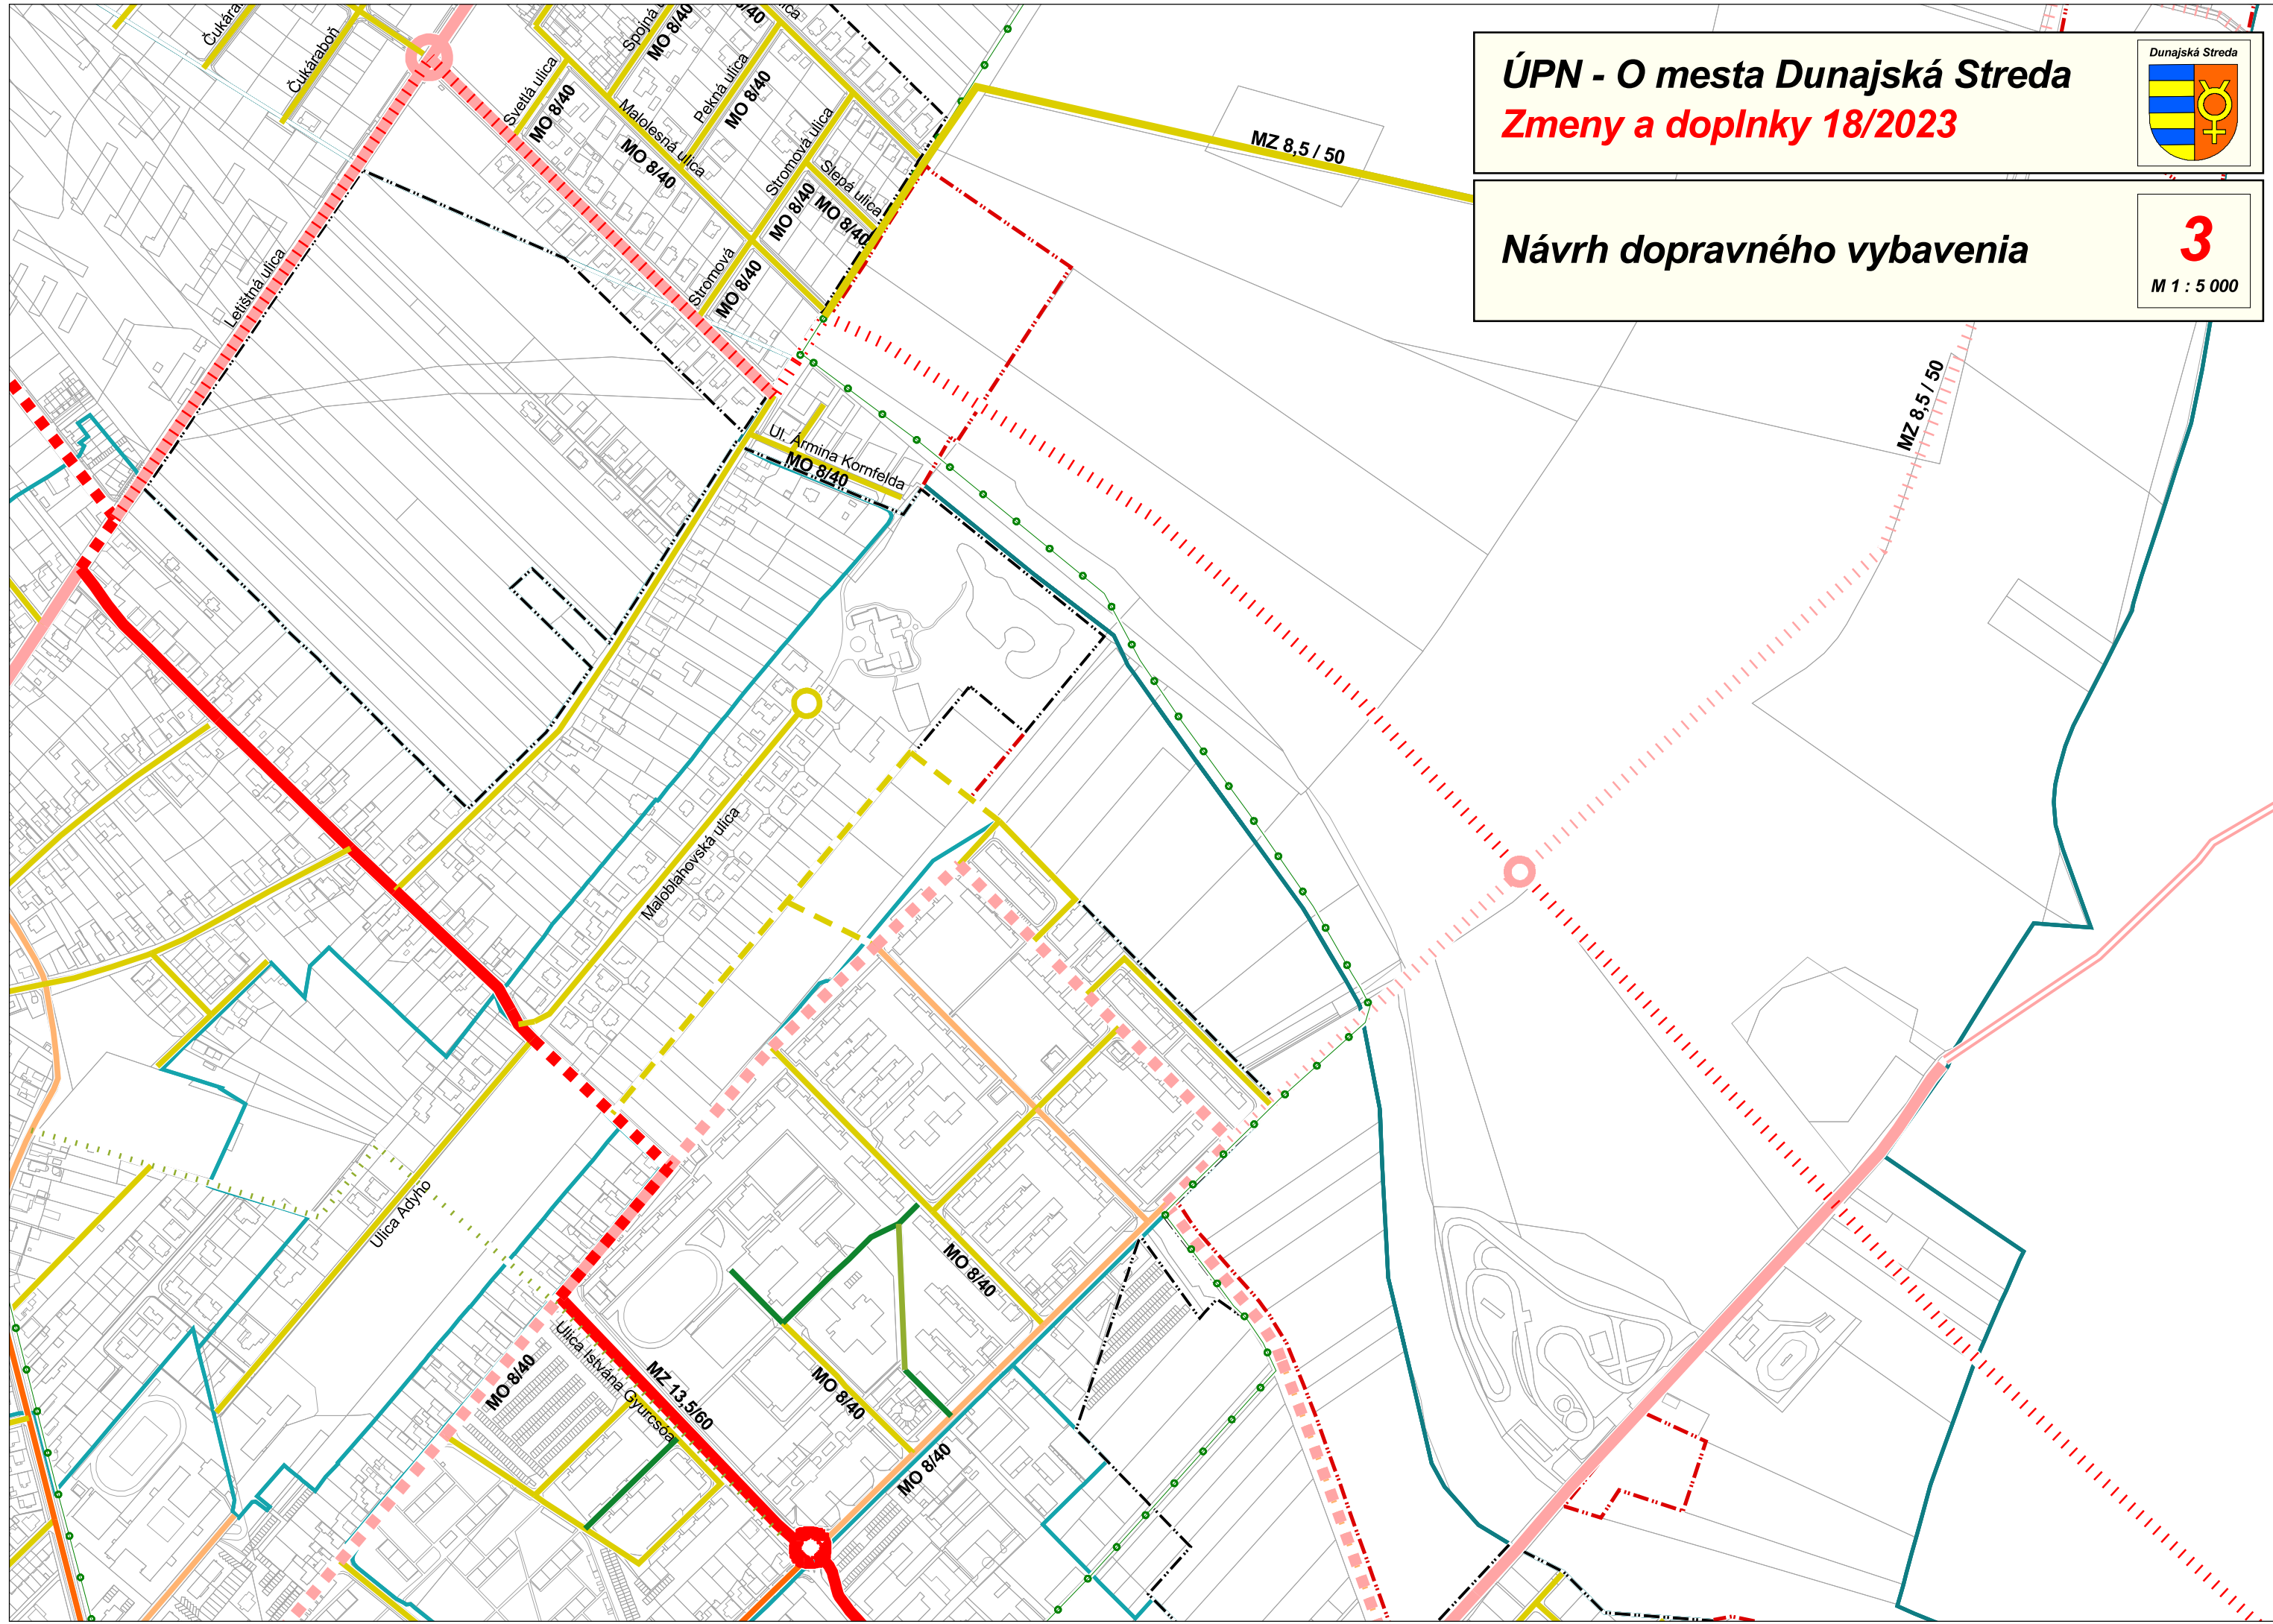 ÚPN - O mesta Dunajská Streda
Zmeny a doplnky 18/2023
Dunajská Streda
Návrh dopravného vybavenia
3
M 1 : 5 000
Čukáraboň
Svetlá ulica
MO 8/40
Spojná
MO 8/40
Pekná ulica
MO 8/40
Malolesná ulica
MO 8/40
Stromová ulica
MO 8/40
Slepá ulica
MO 8/40
Stromová
MO 8/40
MZ 8,5 / 50
MZ 8,5 / 50
Letištná ulica
Ul. Ármina Kornfelda
MO 8/40
Maloblahovská ulica
Ulica Adyho
MO 8/40
MO 8/40
Ulica Istvána Gyurcsóa
MZ 13,5/60
MO 8/40
MO 8/40